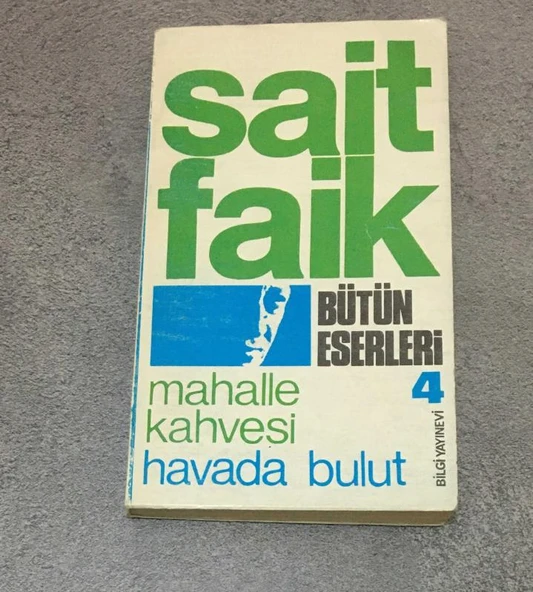 sait
faik
BÜTÜN
ESERLERİ
4
mahalle
kahvesi
havada bulut
BİLGİ YAYINEVİ